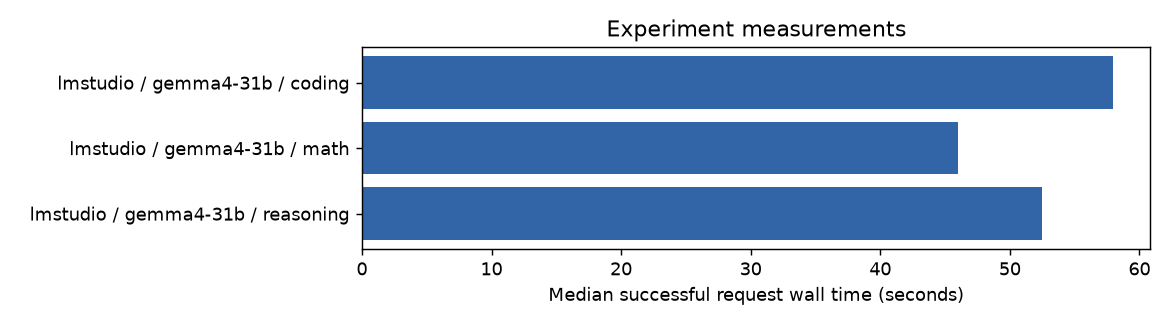 Experiment measurements
lmstudio / gemma4-31b / coding
lmstudio / gemma4-31b / math
lmstudio / gemma4-31b / reasoning
0 10 20 30 40 50 60
Median successful request wall time (seconds)